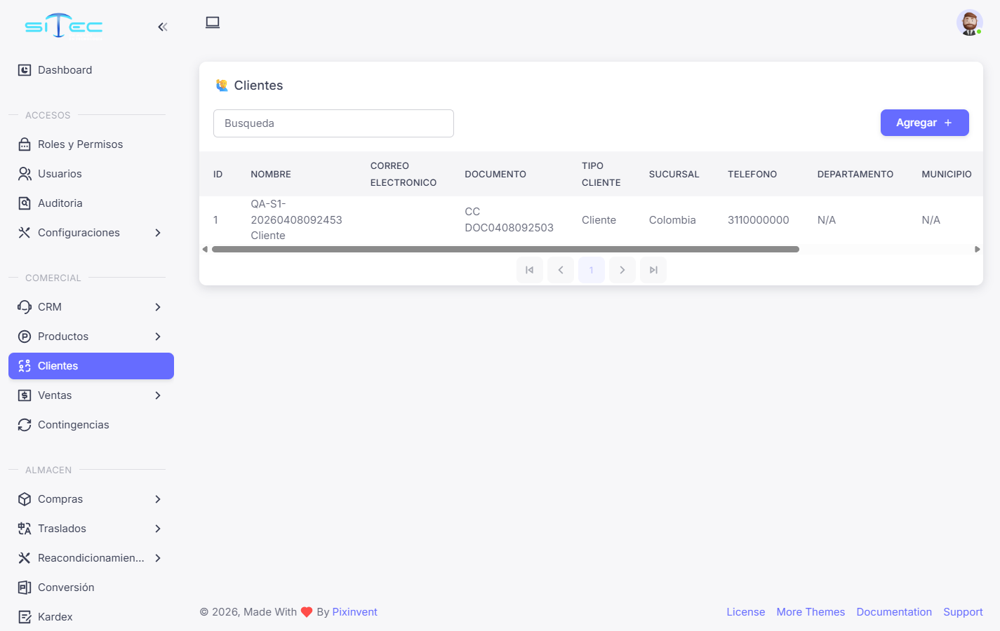 SITEC
Dashboard
ACCESOS
Roles y Permisos
Usuarios
Auditoria
Configuraciones
COMERCIAL
CRM
Productos
Clientes
Ventas
Contingencias
ALMACEN
Compras
Traslados
Reacondicionamien...
Conversión
Kardex
Clientes
Busqueda
Agregar +
ID NOMBRE CORREO ELECTRONICO DOCUMENTO TIPO CLIENTE SUCURSAL TELEFONO DEPARTAMENTO MUNICIPIO
1 QA-S1-20260408092453 Cliente CC DOC0408092503 Cliente Colombia 3110000000 N/A N/A
1
© 2026, Made With ❤️ By Pixinvent
License More Themes Documentation Support